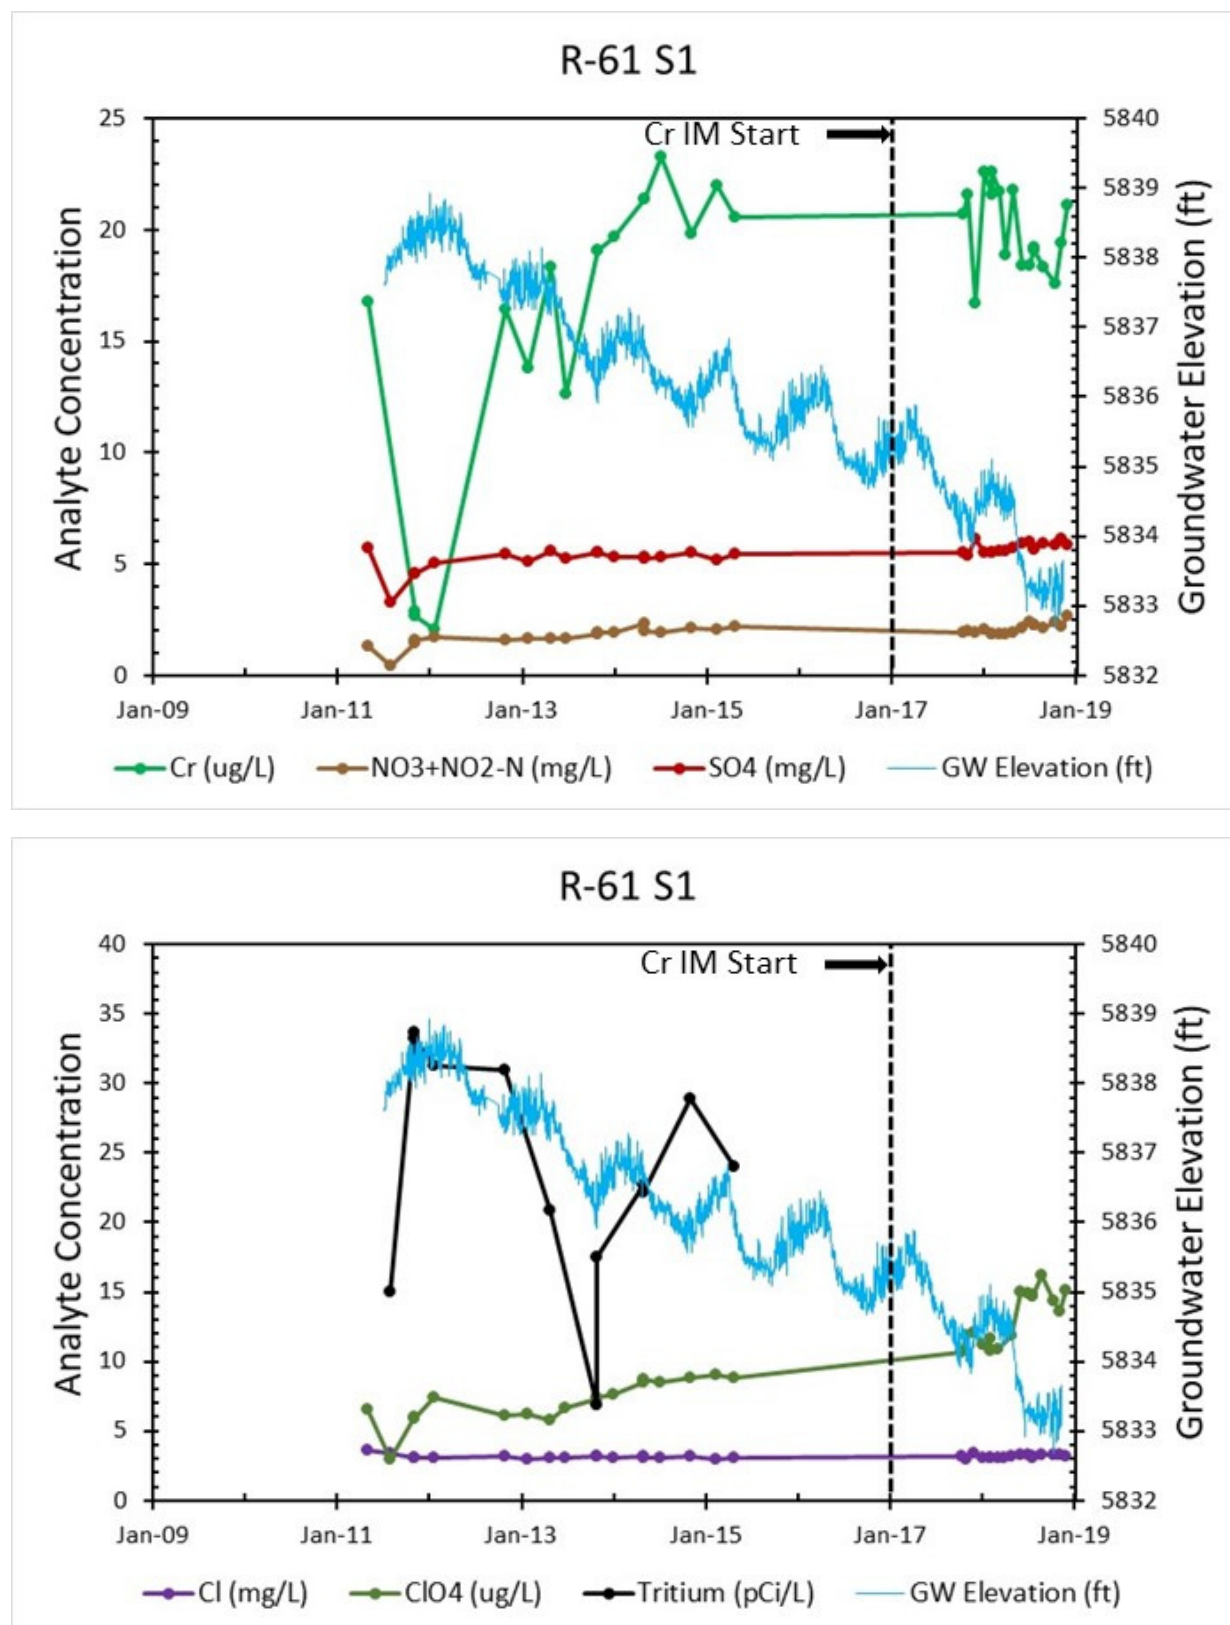 R-61 S1
Cr IM Start
Analyte Concentration
25
20
15
10
5
0
Groundwater Elevation (ft)
5840
5839
5838
5837
5836
5835
5834
5833
5832
Jan-09 Jan-11 Jan-13 Jan-15 Jan-17 Jan-19
Cr (ug/L) NO3+NO2-N (mg/L) SO4 (mg/L) GW Elevation (ft)
R-61 S1
Cr IM Start
Analyte Concentration
40
35
30
25
20
15
10
5
0
Groundwater Elevation (ft)
5840
5839
5838
5837
5836
5835
5834
5833
5832
Jan-09 Jan-11 Jan-13 Jan-15 Jan-17 Jan-19
Cl (mg/L) ClO4 (ug/L) Tritium (pCi/L) GW Elevation (ft)